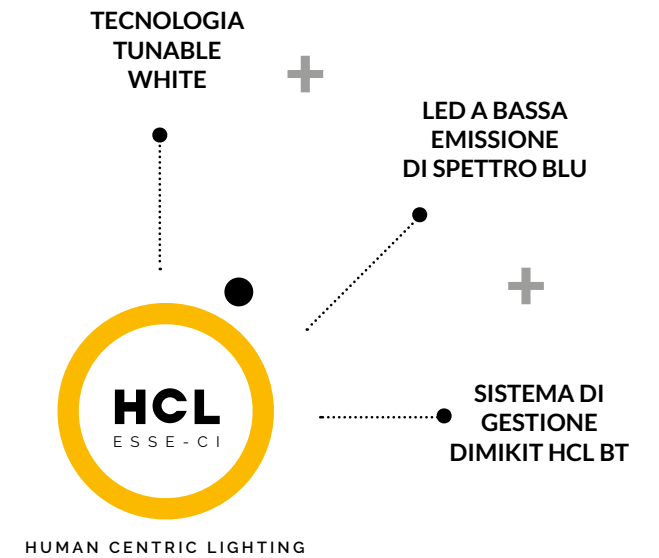 TECNOLOGIA
TUNABLE
WHITE
+
LED A BASSA
EMISSIONE
DI SPETTRO BLU
+
SISTEMA DI
GESTIONE
DIMIKIT HCL BT
HCL
ESSE-CI
HUMAN CENTRIC LIGHTING